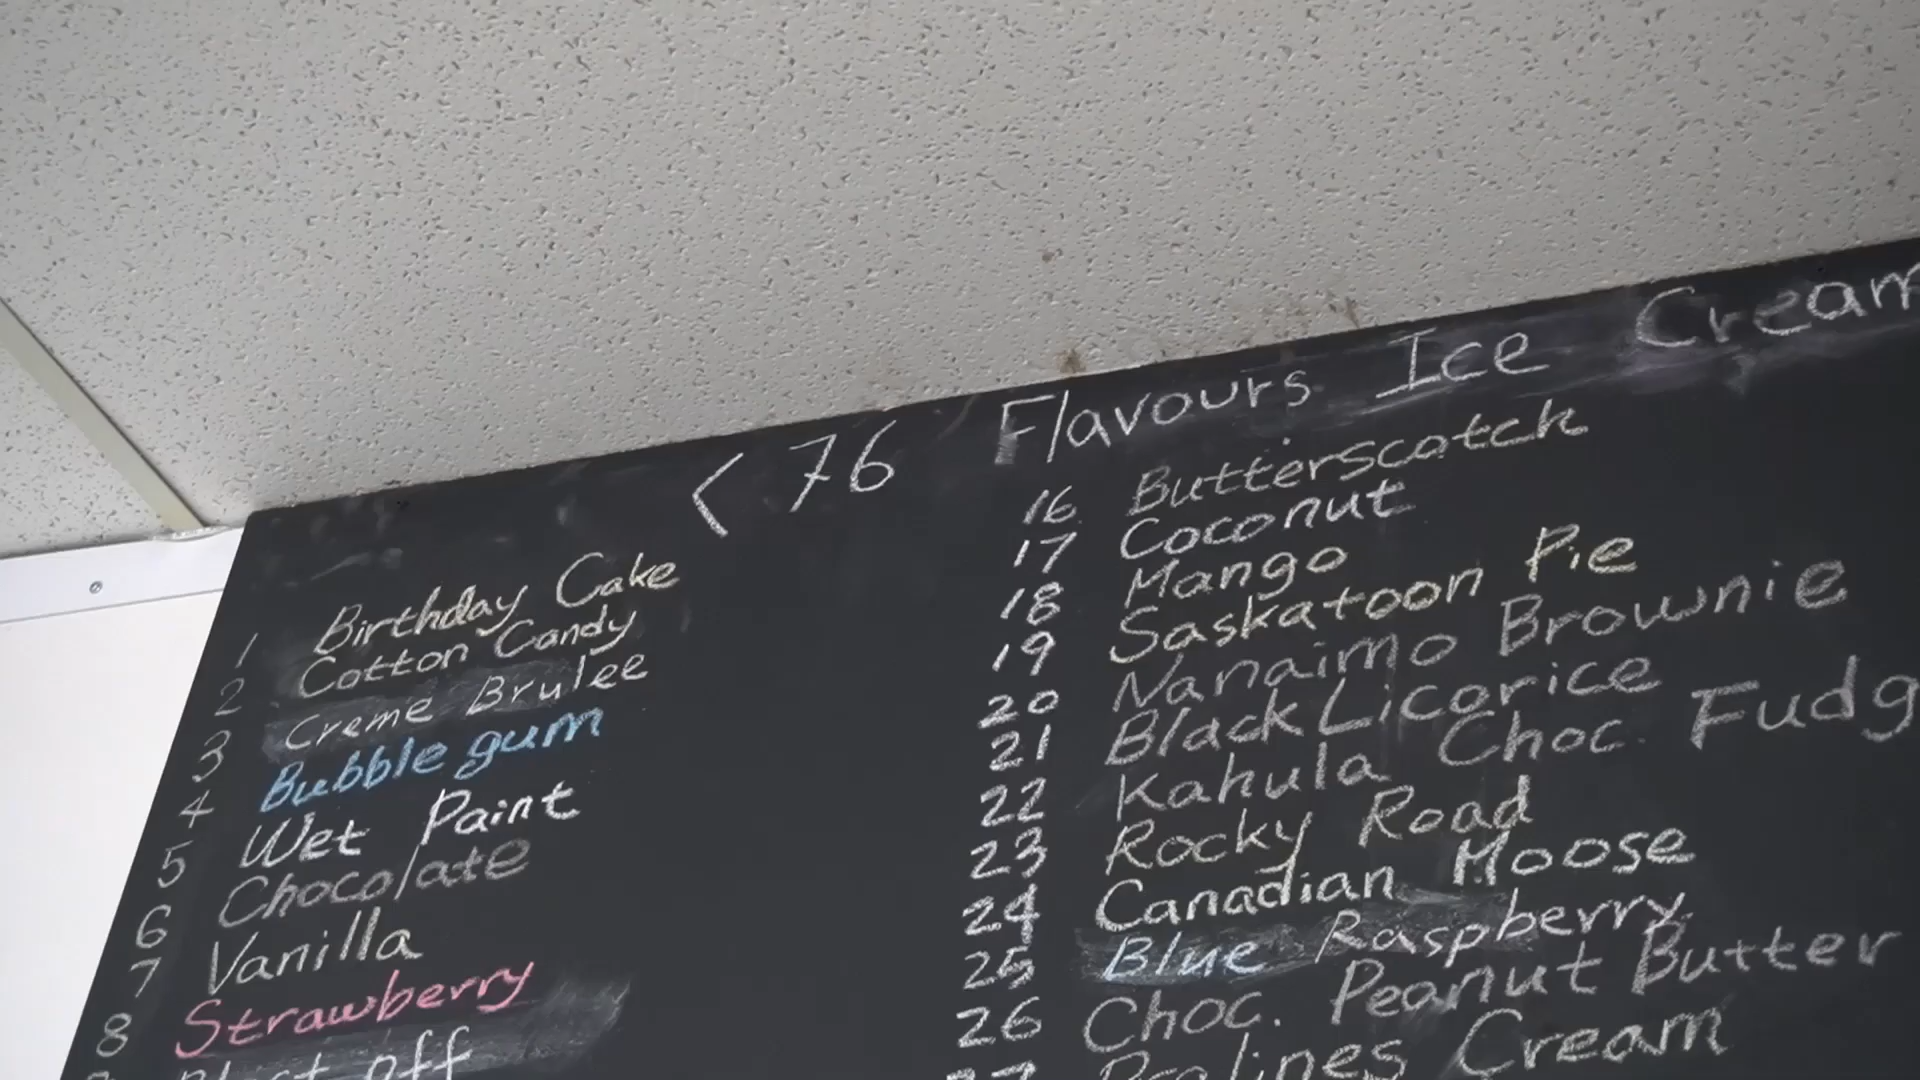 < 76 Flavours Ice Cream
1 Birthday Cake
2 Cotton Candy
3 Creme Brulee
4 Bubble gum
5 Wet Paint
6 Chocolate
7 Vanilla
8 Strawberry
off
16 Butterscotch
17 Coconut
18 Mango
19 Saskatoon Pie
20 Nanaimo Brownie
21 Black Licorice
22 Kahula Choc. Fudg
23 Rocky Road
24 Canadian Moose
25 Blue Raspberry
26 Choc. Peanut Butter
27 Pralines Cream